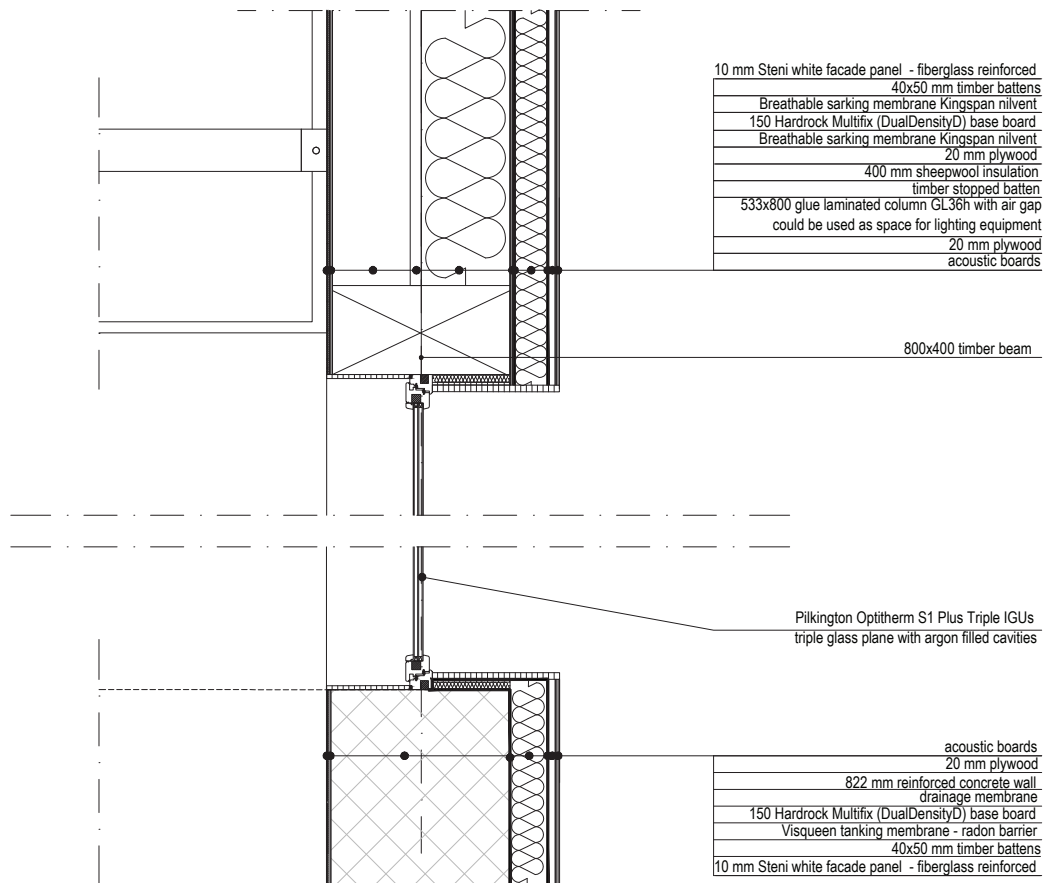 10 mm Steni white facade panel - fiberglass reinforced
40x50 mm timber battens
Breathable sarking membrane Kingspan nilvent
150 Hardrock Multifix (DualDensityD) base board
Breathable sarking membrane Kingspan nilvent
20 mm plywood
400 mm sheepwool insulation
timber stopped batten
533x800 glue laminated column GL36h with air gap
could be used as space for lighting equipment
20 mm plywood
acoustic boards
800x400 timber beam
Pilkington Optitherm S1 Plus Triple IGUs
triple glass plane with argon filled cavities
acoustic boards
20 mm plywood
822 mm reinforced concrete wall
drainage membrane
150 Hardrock Multifix (DualDensityD) base board
Visqueen tanking membrane - radon barrier
40x50 mm timber battens
10 mm Steni white facade panel - fiberglass reinforced